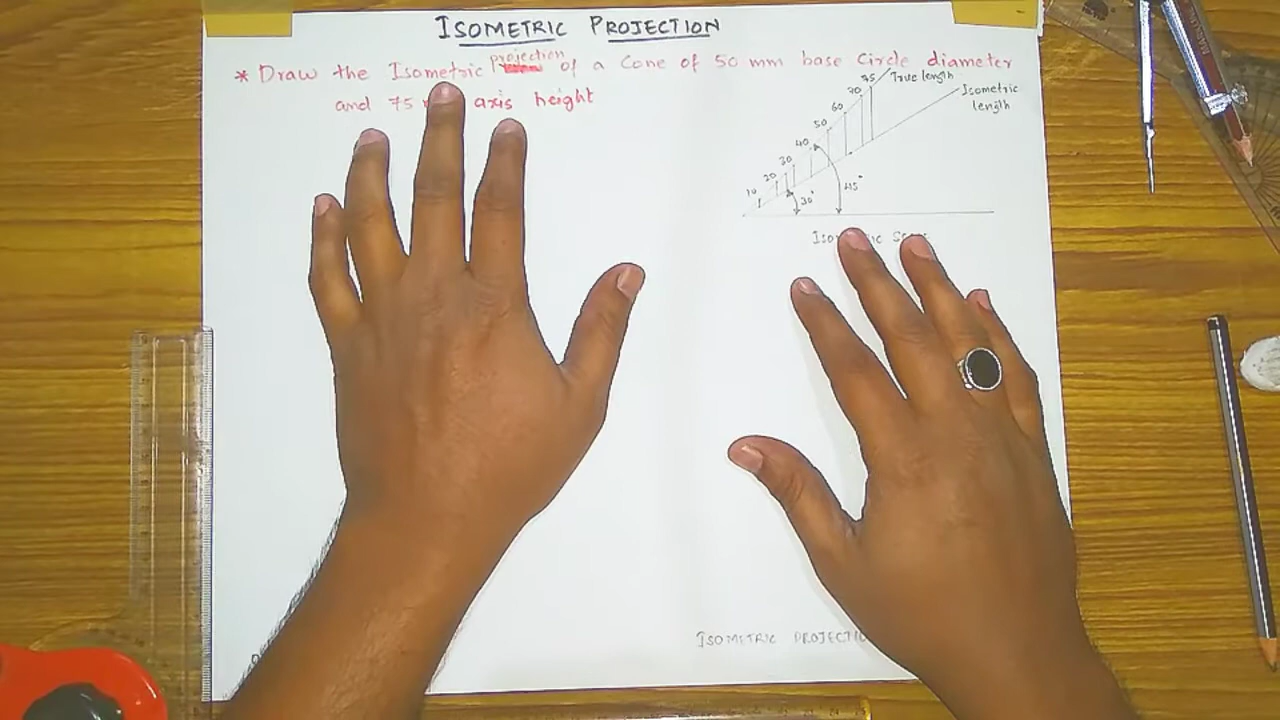 ISOMETRIC PROJECTION
* Draw the Isometric projection of a Cone of 50 mm base Circle diameter
and 75 axis height
75 True length
70
60
50
40
30
20
10
Isometric
length
30°
45°
ISOMETRIC